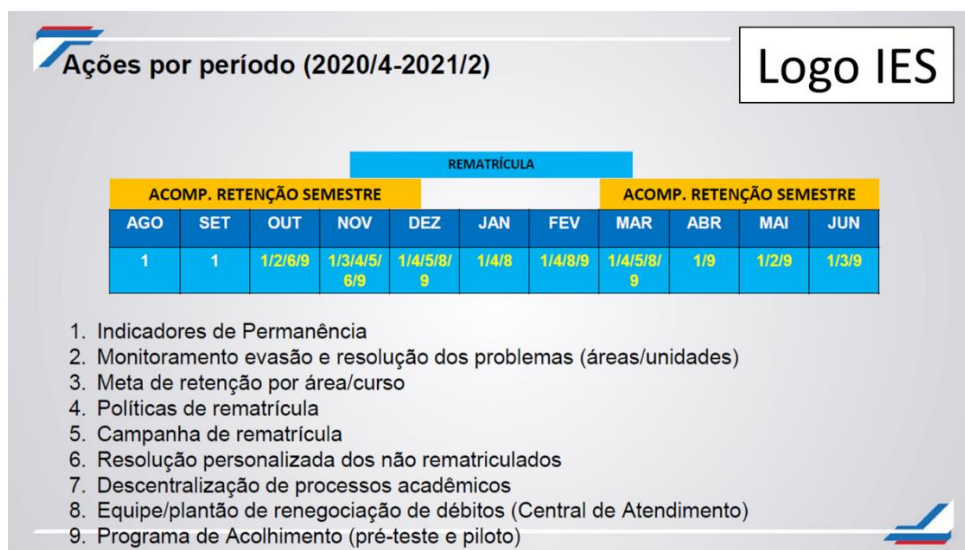 Ações por período (2020/4-2021/2)
Logo IES
REMATRÍCULA
ACOMP. RETENÇÃO SEMESTRE ACOMP. RETENÇÃO SEMESTRE
AGO SET OUT NOV DEZ JAN FEV MAR ABR MAI JUN
1 1 1/2/6/9 1/3/4/5/ 1/4/5/8/ 1/4/8 1/4/8/9 1/4/5/8/ 1/9 1/2/9 1/3/9
6/9 9 9
1. Indicadores de Permanência
2. Monitoramento evasão e resolução dos problemas (áreas/unidades)
3. Meta de retenção por área/curso
4. Políticas de rematrícula
5. Campanha de rematrícula
6. Resolução personalizada dos não rematriculados
7. Descentralização de processos acadêmicos
8. Equipe/plantão de renegociação de débitos (Central de Atendimento)
9. Programa de Acolhimento (pré-teste e piloto)